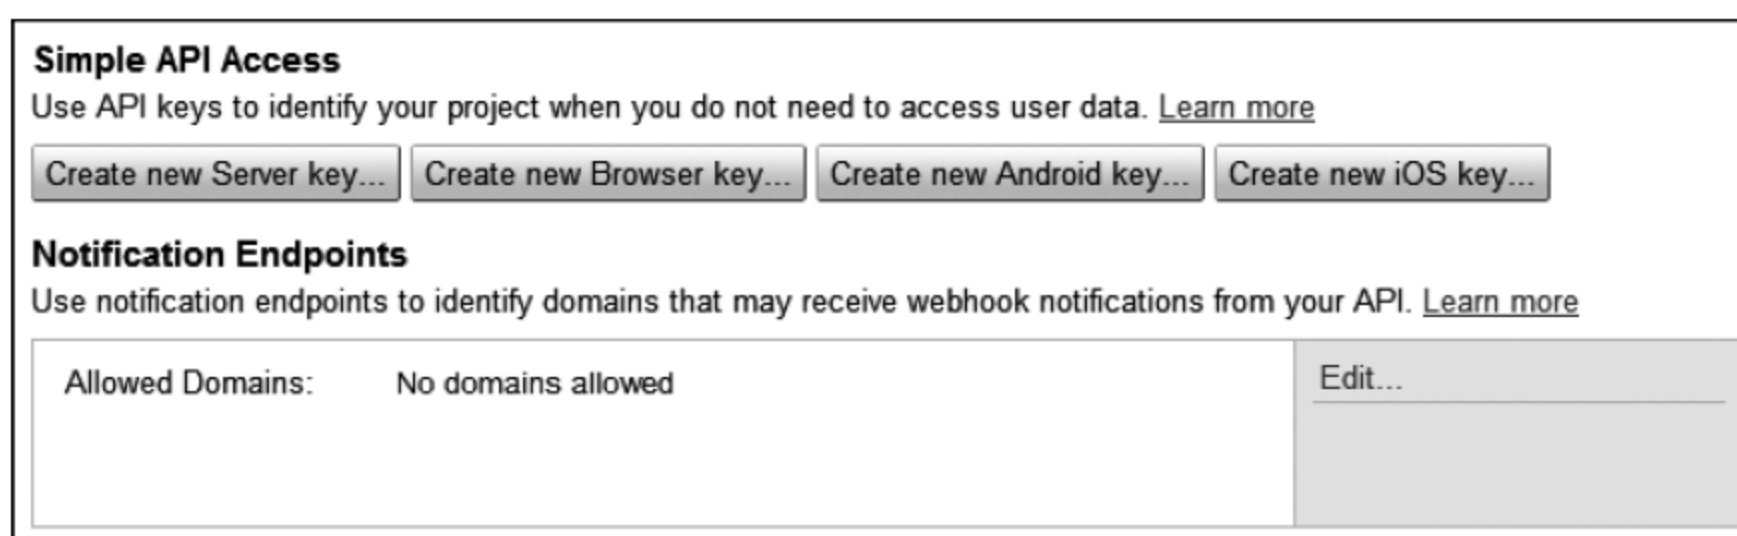 Simple API Access
Use API keys to identify your project when you do not need to access user data. Learn more
Create new Server key... Create new Browser key... Create new Android key... Create new iOS key...
Notification Endpoints
Use notification endpoints to identify domains that may receive webhook notifications from your API. Learn more
Allowed Domains: No domains allowed Edit...